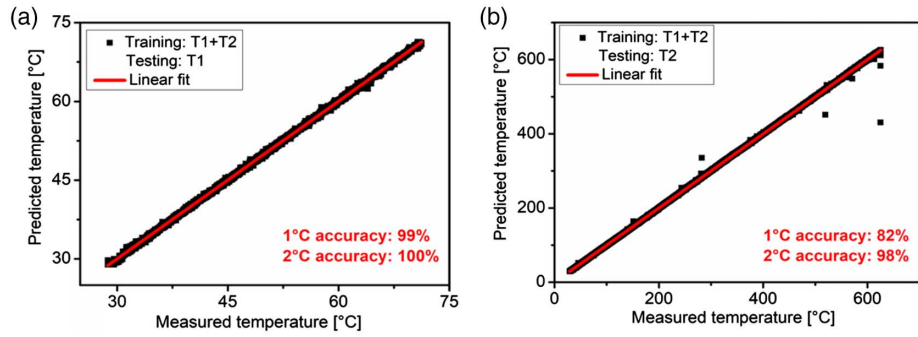 (a)
75
60
45
30
30
45
60
75
Predicted temperature [°C]
Measured temperature [°C]
Training: T1+T2
Testing: T1
Linear fit
1°C accuracy: 99%
2°C accuracy: 100%
(b)
600
400
200
0
0
200
400
600
Predicted temperature [°C]
Measured temperature [°C]
Training: T1+T2
Testing: T2
Linear fit
1°C accuracy: 82%
2°C accuracy: 98%